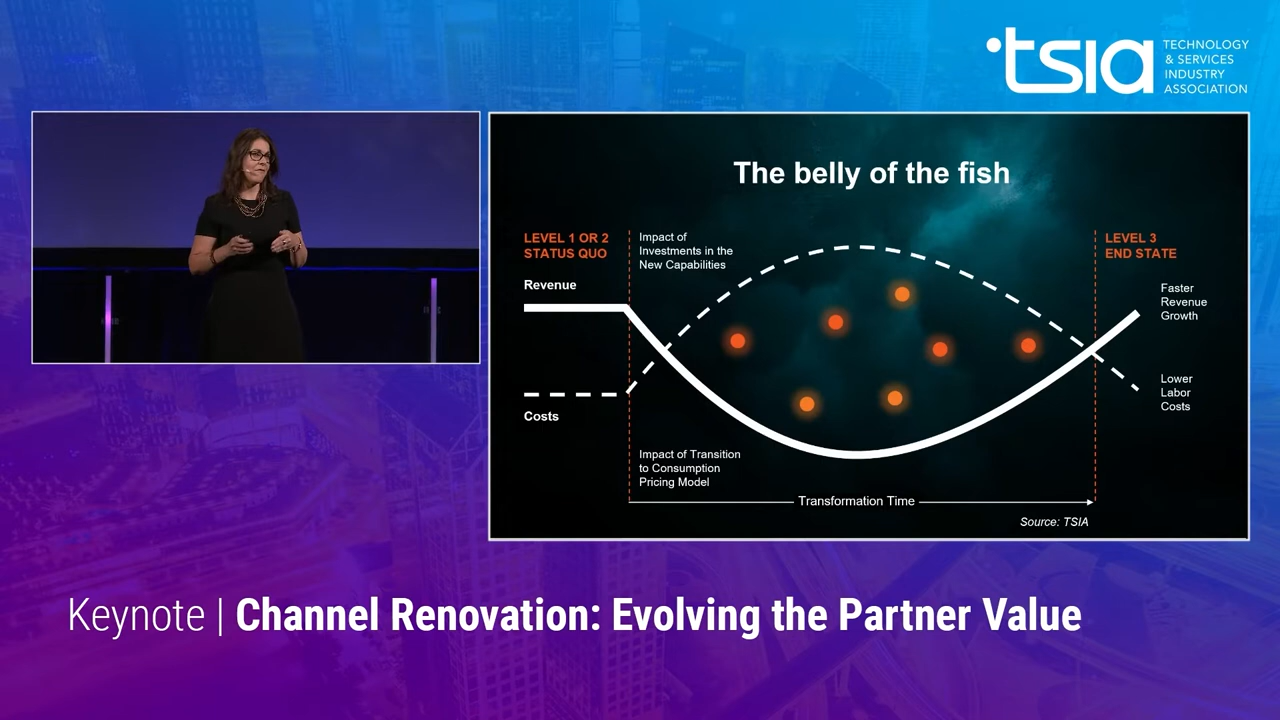 tsia
TECHNOLOGY
& SERVICES
INDUSTRY
ASSOCIATION
The belly of the fish
LEVEL 1 OR 2
STATUS QUO
Impact of
Investments in the
New Capabilities
LEVEL 3
END STATE
Revenue
Faster
Revenue
Growth
Costs
Lower
Labor
Costs
Impact of Transition
to Consumption
Pricing Model
Transformation Time
Source: TSIA
Keynote | Channel Renovation: Evolving the Partner Value